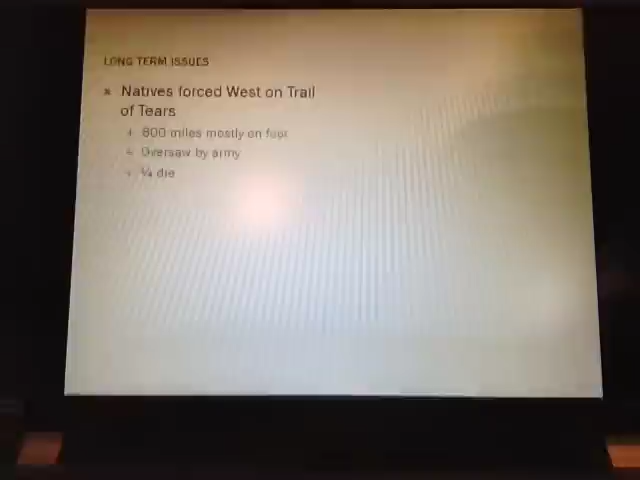 LONG TERM ISSUES
Natives forced West on Trail
of Tears
800 miles mostly on foot
Oversaw by army
¼ die